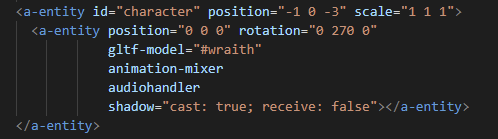 <a-entity id="character" position="-1 0 -3" scale="1 1 1">
<a-entity position="0 0 0" rotation="0 270 0"
gltf-model="#wraith"
animation-mixer
audiohandler
shadow="cast: true; receive: false"></a-entity>
</a-entity>